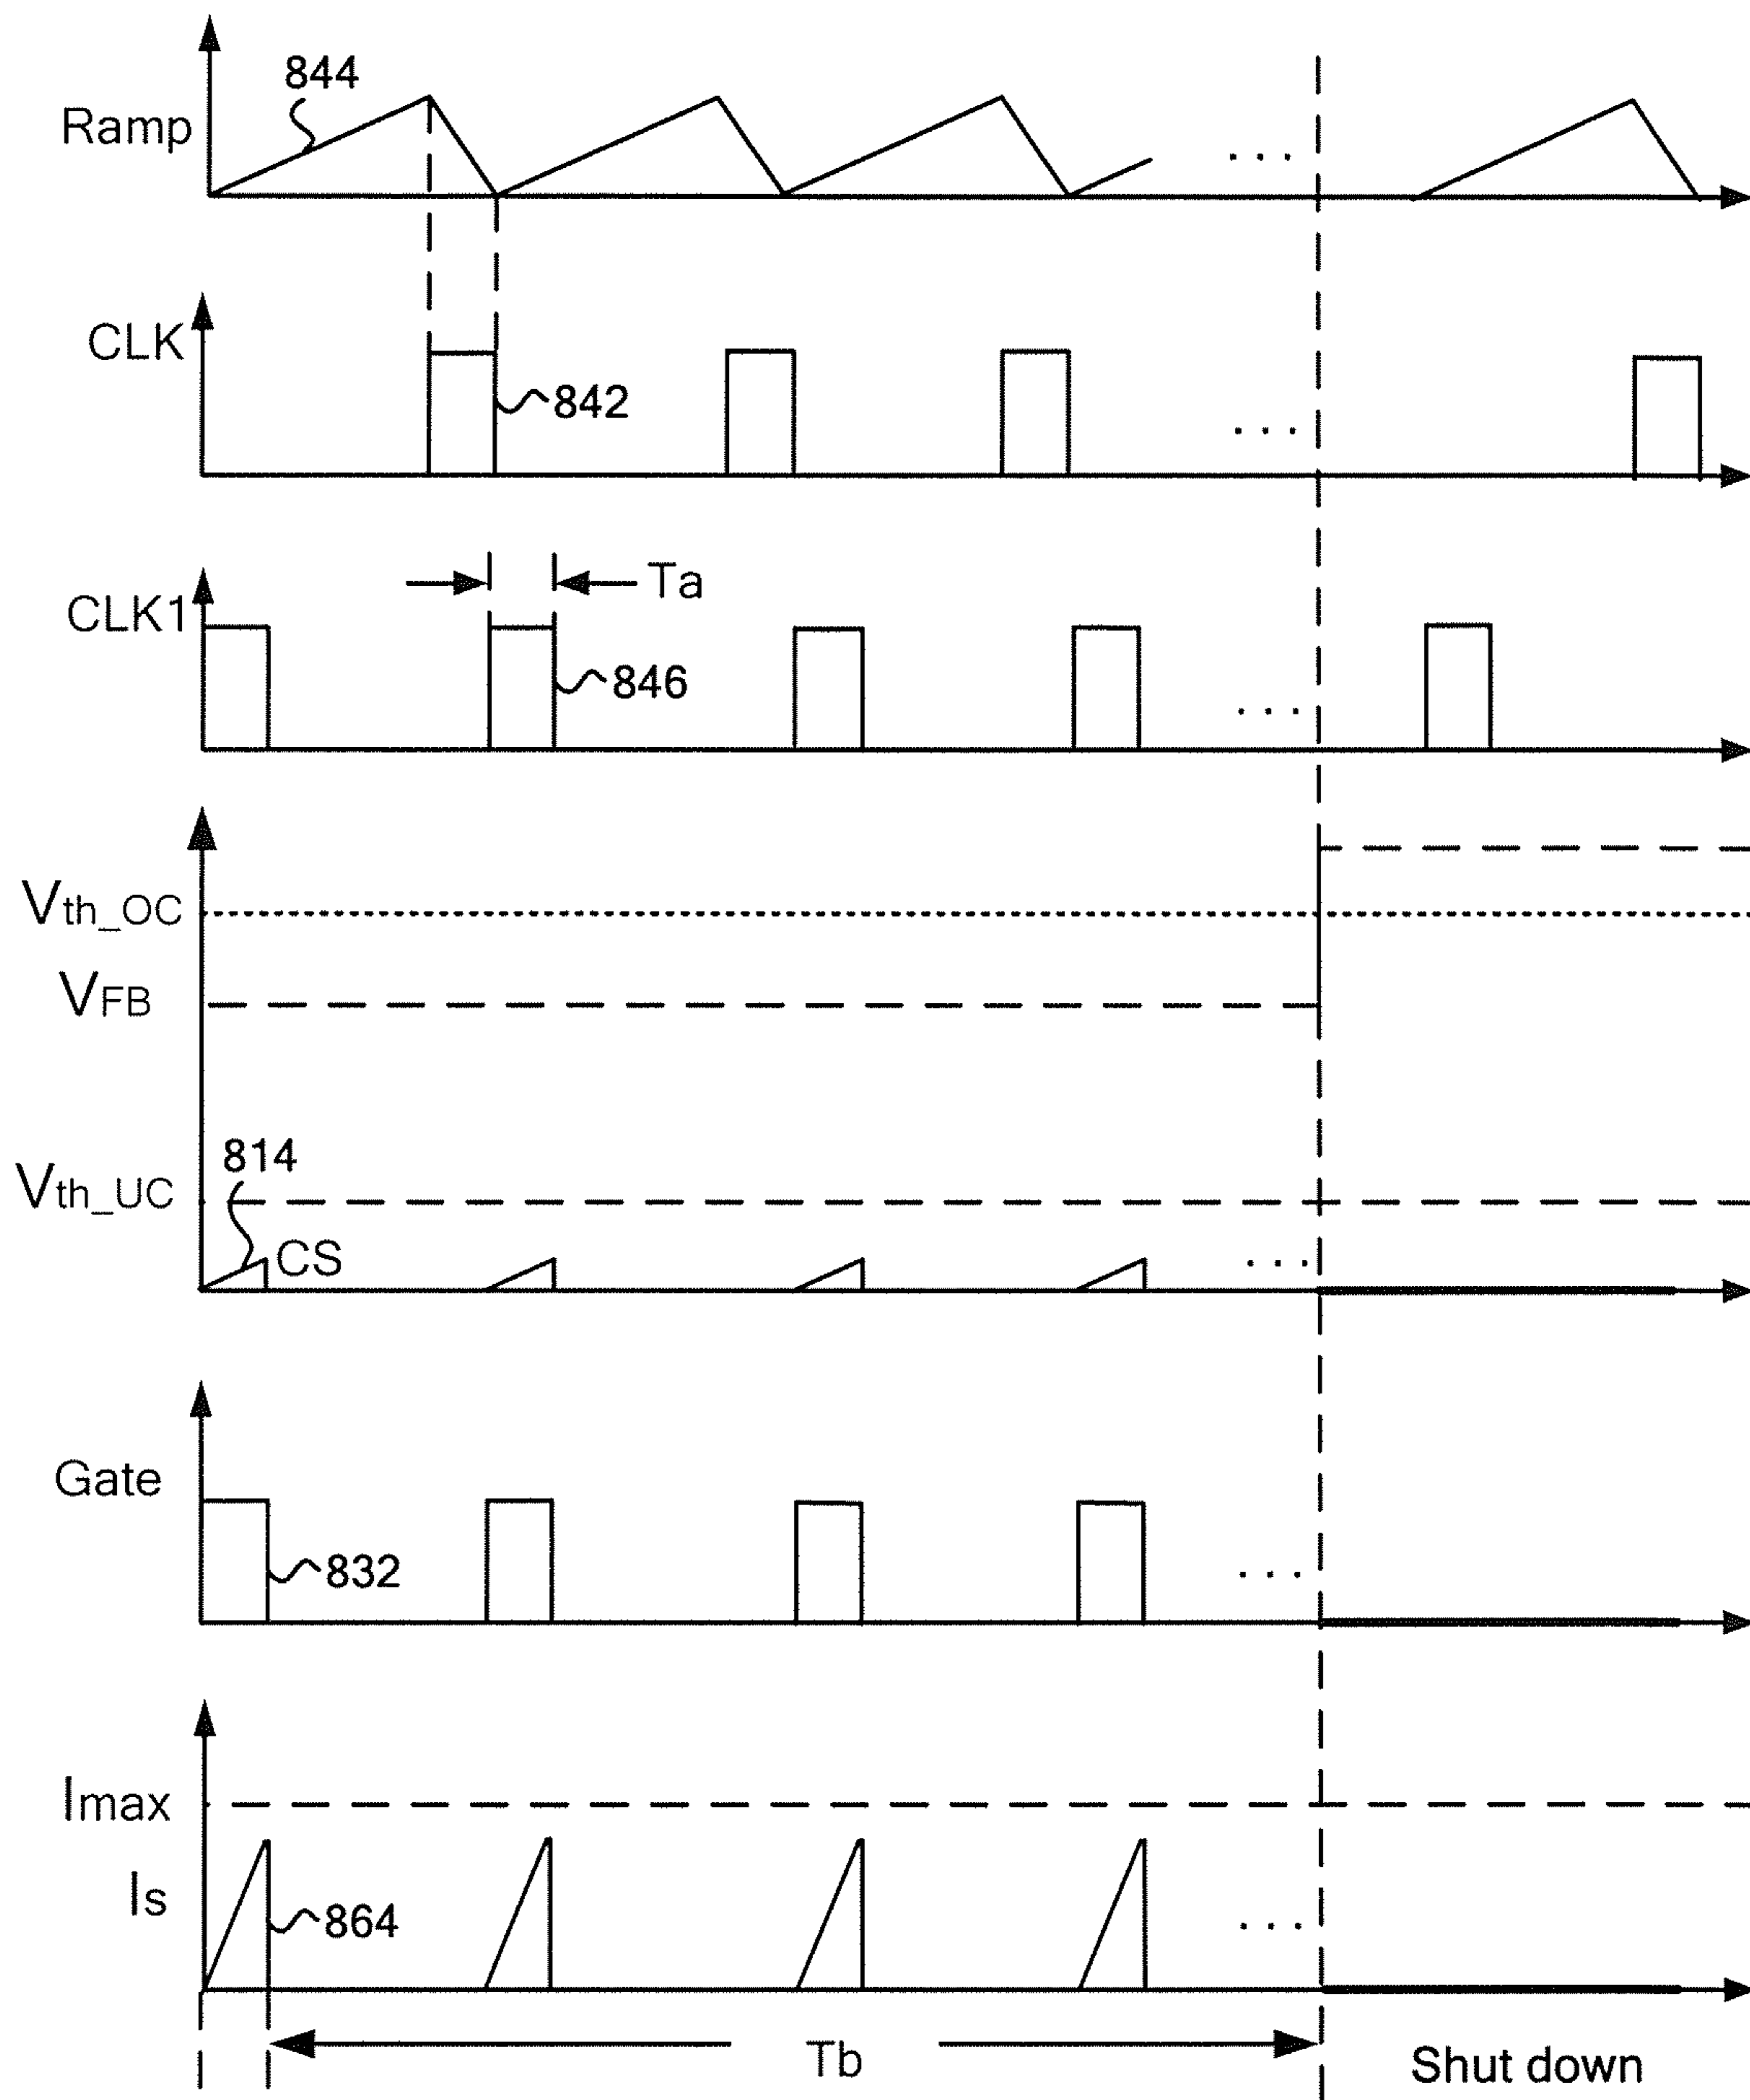 844
Ramp
. . .
CLK
842
. . .
Ta
CLK1
846
. . .
Vth_OC
VFB
814
Vth_UC
CS
. . .
Gate
832
. . .
Imax
Is
864
. . .
Tb
Shut down